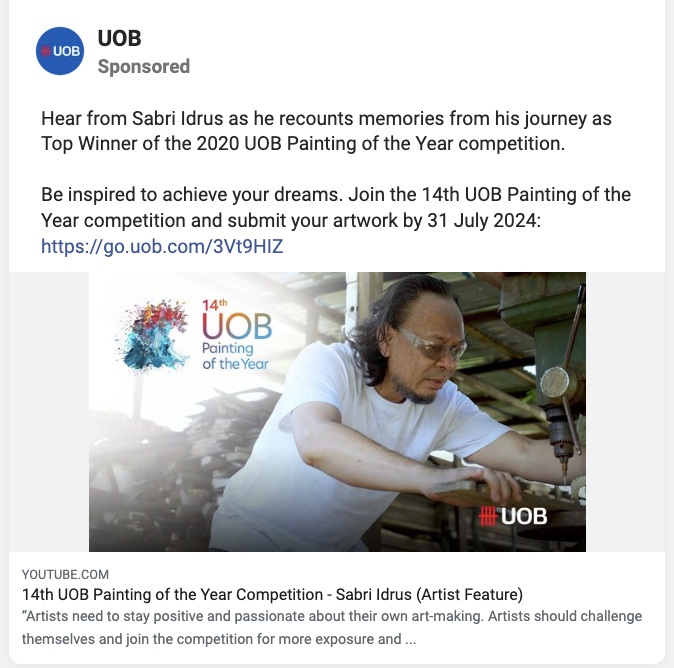 UOB
UOB
Sponsored
Hear from Sabri Idrus as he recounts memories from his journey as
Top Winner of the 2020 UOB Painting of the Year competition.
Be inspired to achieve your dreams. Join the 14th UOB Painting of the
Year competition and submit your artwork by 31 July 2024:
https://go.uob.com/3Vt9HIZ
14th
UOB
Painting
of the Year
UOB
YOUTUBE.COM
14th UOB Painting of the Year Competition - Sabri Idrus (Artist Feature)
“Artists need to stay positive and passionate about their own art-making. Artists should challenge
themselves and join the competition for more exposure and ...